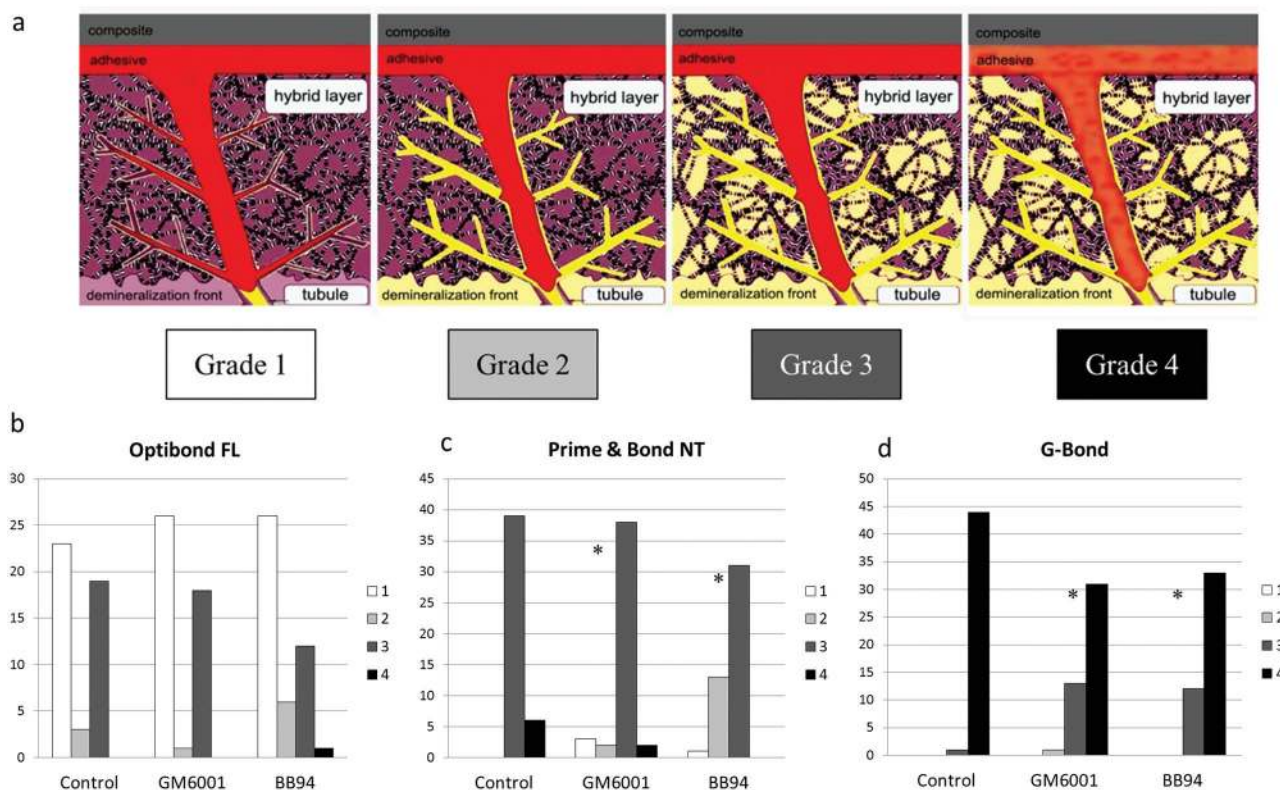 a
composite
adhesive
hybrid layer
demineralization front
tubule
composite
adhesive
hybrid layer
demineralization front
tubule
composite
adhesive
hybrid layer
demineralization front
tubule
composite
adhesive
hybrid layer
demineralization front
tubule
Grade 1
Grade 2
Grade 3
Grade 4
b
Optibond FL
30
25
20
15
10
5
0
Control GM6001 BB94
1
2
3
4
c
Prime & Bond NT
45
40
35
30
25
20
15
10
5
0
*
*
Control GM6001 BB94
1
2
3
4
d
G-Bond
50
45
40
35
30
25
20
15
10
5
0
*
*
Control GM6001 BB94
1
2
3
4